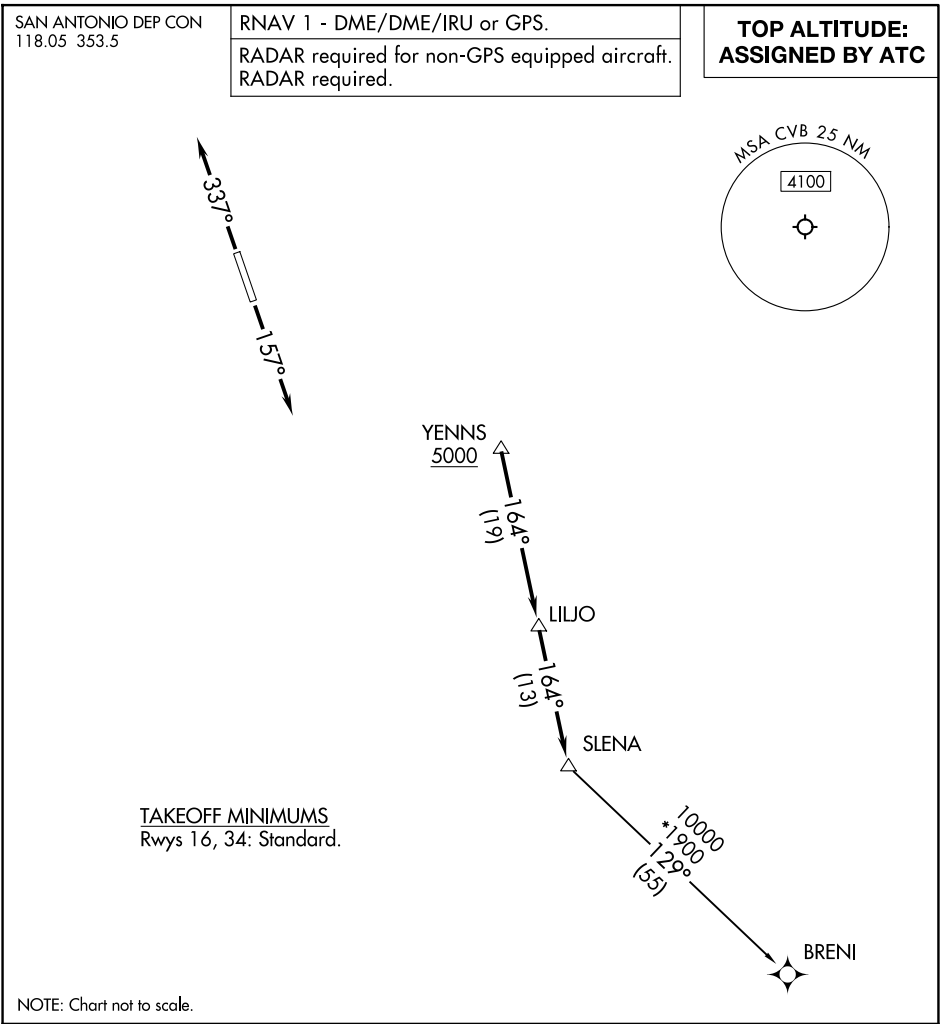 SAN ANTONIO DEP CON
118.05 353.5
RNAV 1 - DME/DME/IRU or GPS.
RADAR required for non-GPS equipped aircraft.
RADAR required.
TOP ALTITUDE:
ASSIGNED BY ATC
MSA CVB 25 NM
4100
337°
157°
YENNS
5000
164°
(19)
LILJO
164°
(13)
SLENA
TAKEOFF MINIMUMS
Rwys 16, 34: Standard.
10000
*1900
129°
(55)
BRENI
NOTE: Chart not to scale.